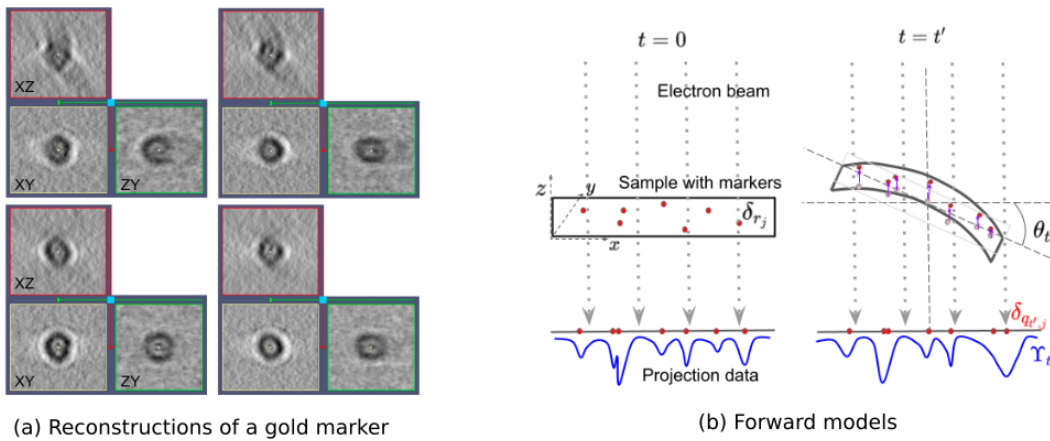 XZ
XY
ZY
XZ
XY
ZY
(a) Reconstructions of a gold marker
t = 0
t = t′
Electron beam
Sample with markers
z
y
x
δ_{r_j}
θ_t
δ_{q_{t′,j}}
Υ_t
Projection data
(b) Forward models